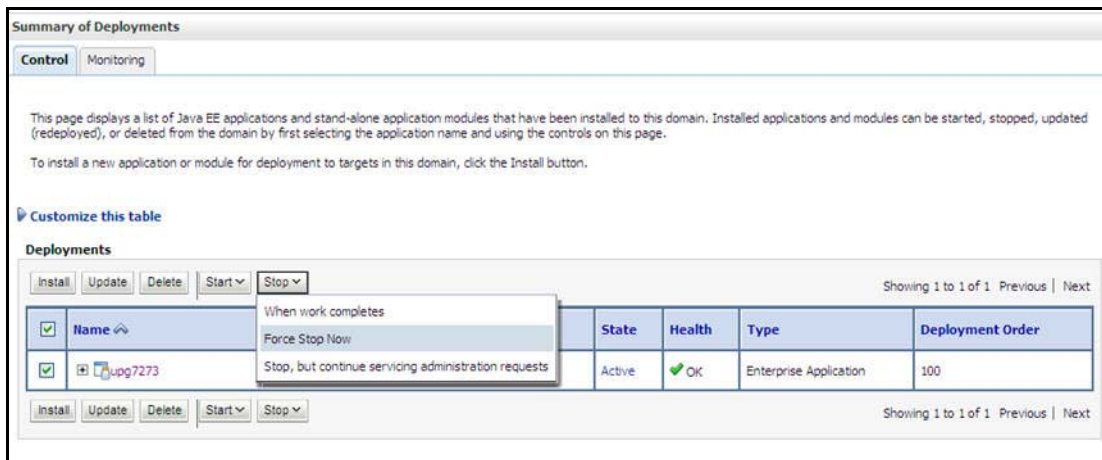 Summary of Deployments
Control Monitoring
This page displays a list of Java EE applications and stand-alone application modules that have been installed to this domain. Installed applications and modules can be started, stopped, updated
(redeployed), or deleted from the domain by first selecting the application name and using the controls on this page.
To install a new application or module for deployment to targets in this domain, click the Install button.
Customize this table
Deployments
Install Update Delete Start Stop Showing 1 to 1 of 1 Previous | Next
When work completes
Force Stop Now
Stop, but continue servicing administration requests
Name State Health Type Deployment Order
upg7273 Active OK Enterprise Application 100
Install Update Delete Start Stop Showing 1 to 1 of 1 Previous | Next